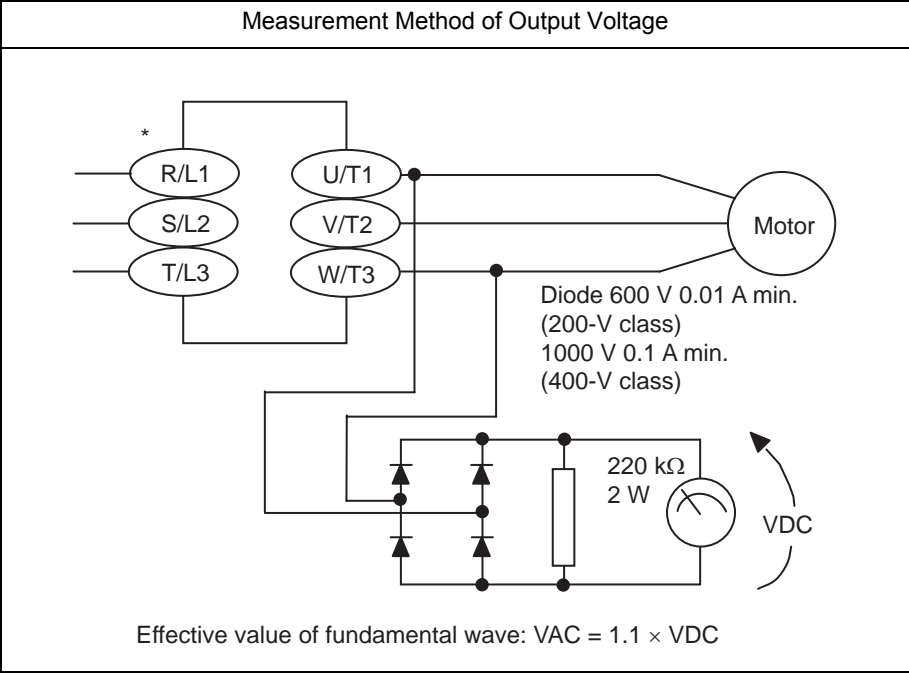 Measurement Method of Output Voltage
*
R/L1
U/T1
S/L2
V/T2
Motor
T/L3
W/T3
Diode 600 V 0.01 A min.
(200-V class)
1000 V 0.1 A min.
(400-V class)
220 kΩ
2 W
VDC
Effective value of fundamental wave: VAC = 1.1 × VDC